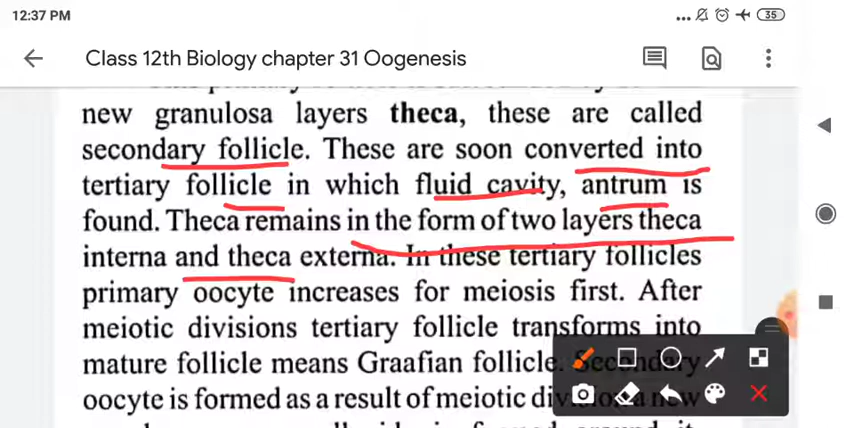 12:37 PM
35
Class 12th Biology chapter 31 Oogenesis
new granulosa layers theca, these are called
secondary follicle. These are soon converted into
tertiary follicle in which fluid cavity, antrum is
found. Theca remains in the form of two layers theca
interna and theca externa. In these tertiary follicles
primary oocyte increases for meiosis first. After
meiotic divisions tertiary follicle transforms into
mature follicle means Graafian follicle. Secondary
oocyte is formed as a result of meiotic division, a new